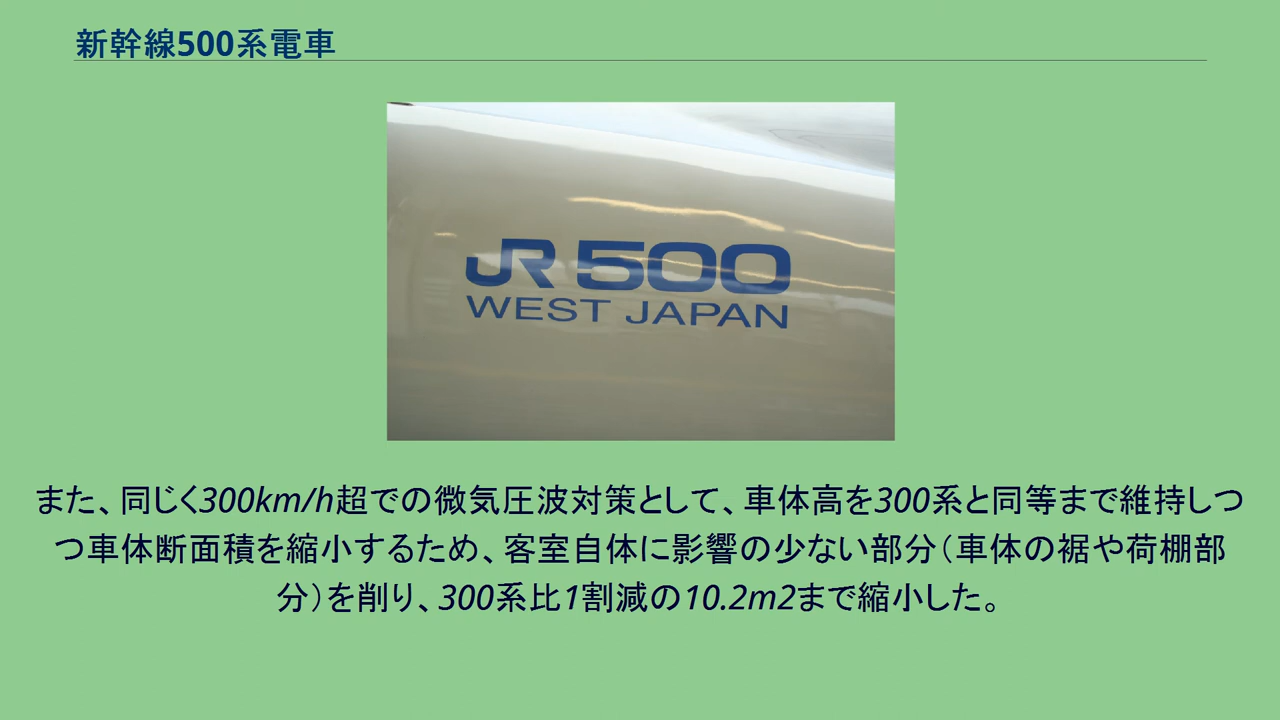 新幹線500系電車
JR 500
WEST JAPAN
また、同じく300km/h超での微気圧波対策として、車体高を300系と同等まで維持しつ
つ車体断面積を縮小するため、客室自体に影響の少ない部分（車体の裾や荷棚部
分）を削り、300系比1割減の10.2m2まで縮小した。